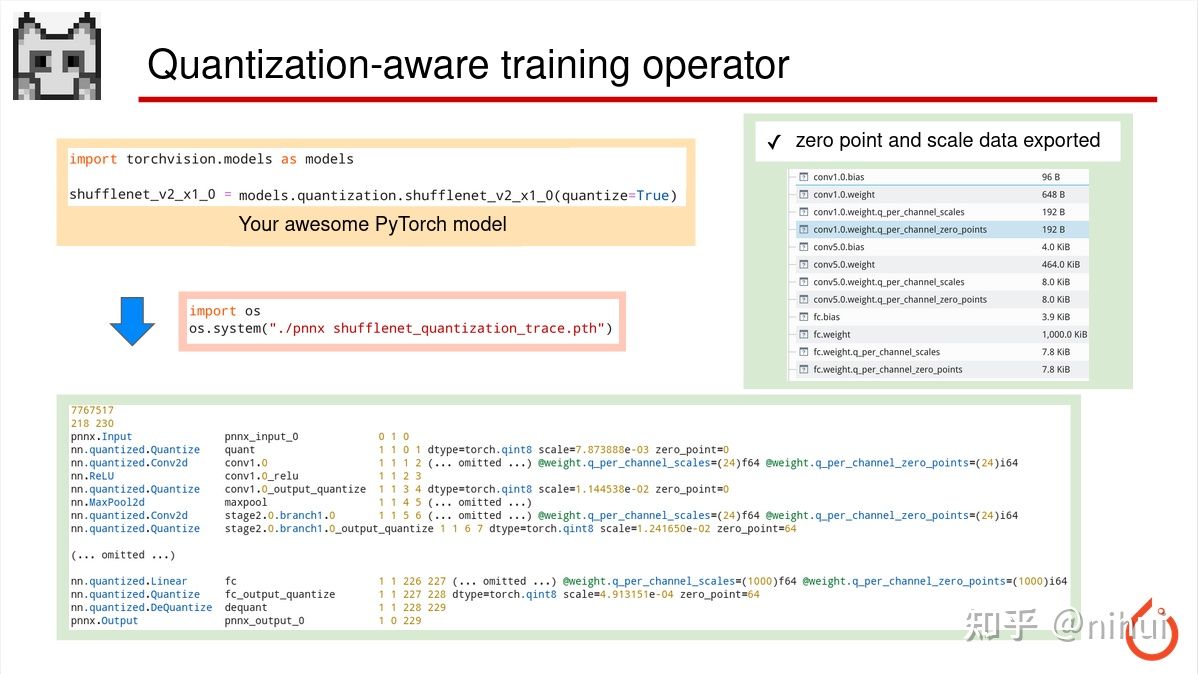 Quantization-aware training operator
import torchvision.models as models
shufflenet_v2_x1_0 = models.quantization.shufflenet_v2_x1_0(quantize=True)
Your awesome PyTorch model
✓ zero point and scale data exported
conv1.0.bias 96 B
conv1.0.weight 648 B
conv1.0.weight.q_per_channel_scales 192 B
conv1.0.weight.q_per_channel_zero_points 192 B
conv5.0.bias 4.0 KiB
conv5.0.weight 464.0 KiB
conv5.0.weight.q_per_channel_scales 8.0 KiB
conv5.0.weight.q_per_channel_zero_points 8.0 KiB
fc.bias 3.9 KiB
fc.weight 1,000.0 KiB
fc.weight.q_per_channel_scales 7.8 KiB
fc.weight.q_per_channel_zero_points 7.8 KiB
import os
os.system("./pnnx shufflenet_quantization_trace.pth")
7767517
218 230
pnnx.Input pnnx_input_0 0 1 0
nn.quantized.Quantize quant 1 1 0 1 dtype=torch.qint8 scale=7.873888e-03 zero_point=0
nn.quantized.Conv2d conv1.0 1 1 1 2 (... omitted ...) @weight.q_per_channel_scales=(24)f64 @weight.q_per_channel_zero_points=(24)i64
nn.ReLU conv1.0_relu 1 1 2 3
nn.quantized.Quantize conv1.0_output_quantize 1 1 3 4 dtype=torch.qint8 scale=1.144538e-02 zero_point=0
nn.MaxPool2d maxpool 1 1 4 5 (... omitted ...)
nn.quantized.Conv2d stage2.0.branch1.0 1 1 5 6 (... omitted ...) @weight.q_per_channel_scales=(24)f64 @weight.q_per_channel_zero_points=(24)i64
nn.quantized.Quantize stage2.0.branch1.0_output_quantize 1 1 6 7 dtype=torch.qint8 scale=1.241650e-02 zero_point=64
(... omitted ...)
nn.quantized.Linear fc 1 1 226 227 (... omitted ...) @weight.q_per_channel_scales=(1000)f64 @weight.q_per_channel_zero_points=(1000)i64
nn.quantized.Quantize fc_output_quantize 1 1 227 228 dtype=torch.qint8 scale=4.913151e-04 zero_point=64
nn.quantized.DeQuantize dequant 1 1 228 229
pnnx.Output pnnx_output_0 1 0 229
知乎 @nihui